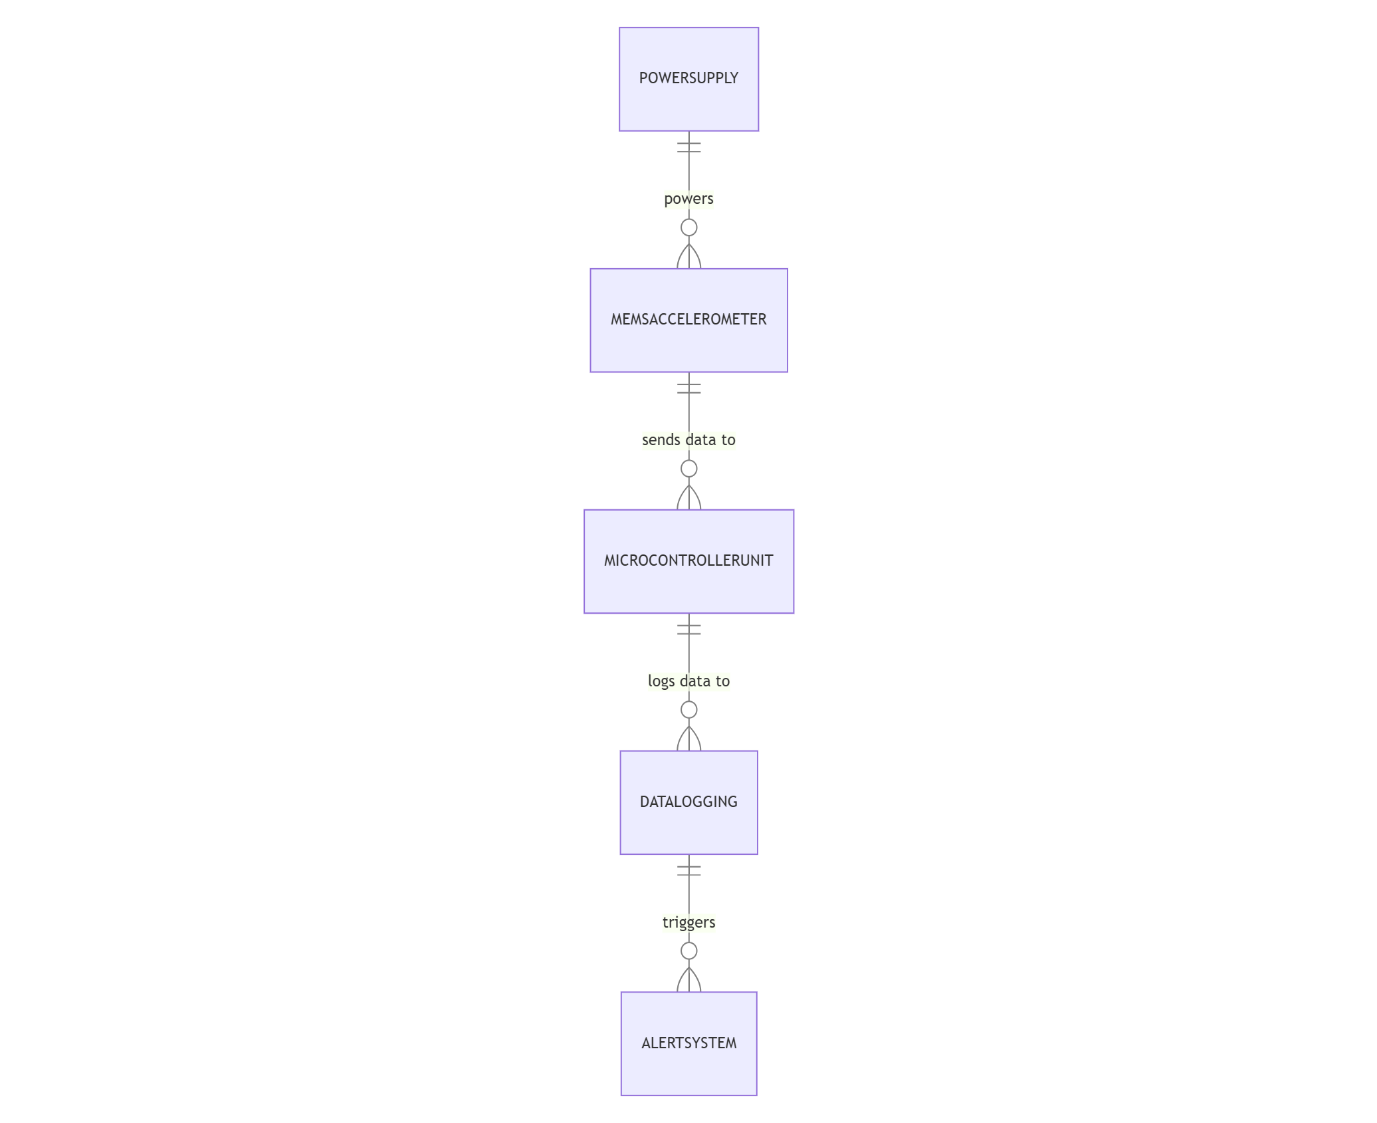 POWERSUPPLY
powers
MEMSACCELEROMETER
sends data to
MICROCONTROLLERUNIT
logs data to
DATALOGGING
triggers
ALERTSYSTEM